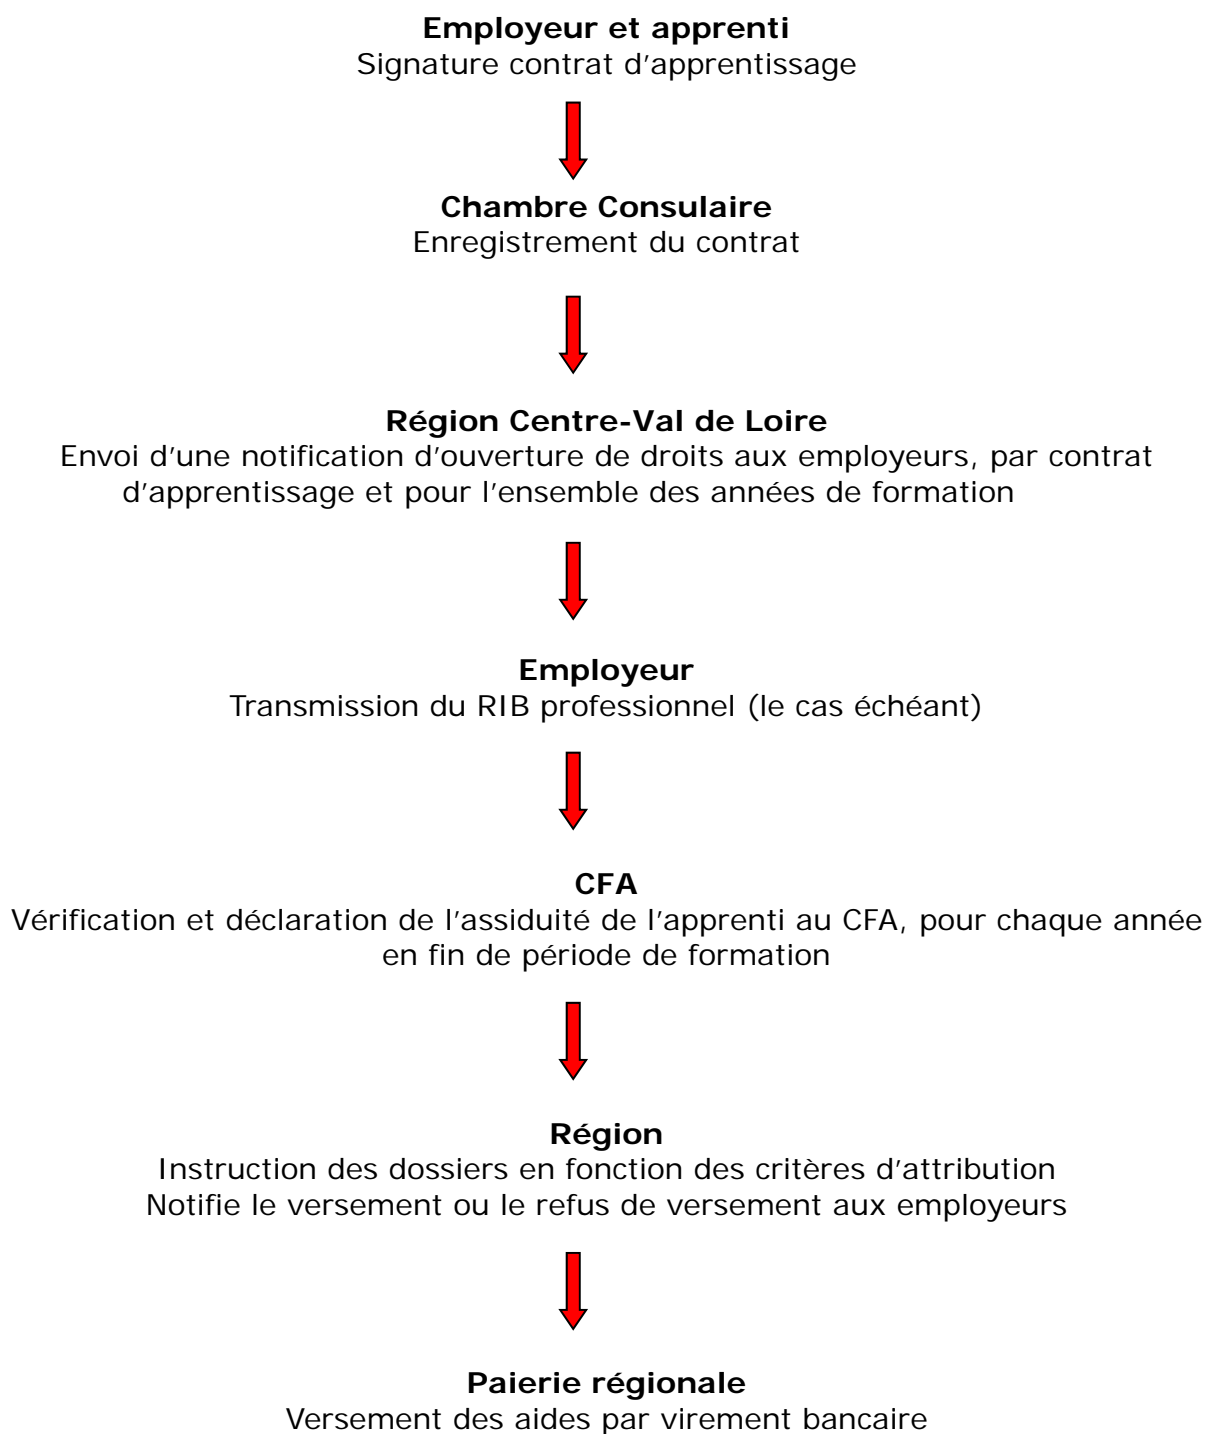 Employeur et apprenti
Signature contrat d’apprentissage
Chambre Consulaire
Enregistrement du contrat
Région Centre-Val de Loire
Envoi d’une notification d’ouverture de droits aux employeurs, par contrat
d’apprentissage et pour l’ensemble des années de formation
Employeur
Transmission du RIB professionnel (le cas échéant)
CFA
Vérification et déclaration de l’assiduité de l’apprenti au CFA, pour chaque année
en fin de période de formation
Région
Instruction des dossiers en fonction des critères d’attribution
Notifie le versement ou le refus de versement aux employeurs
Paierie régionale
Versement des aides par virement bancaire